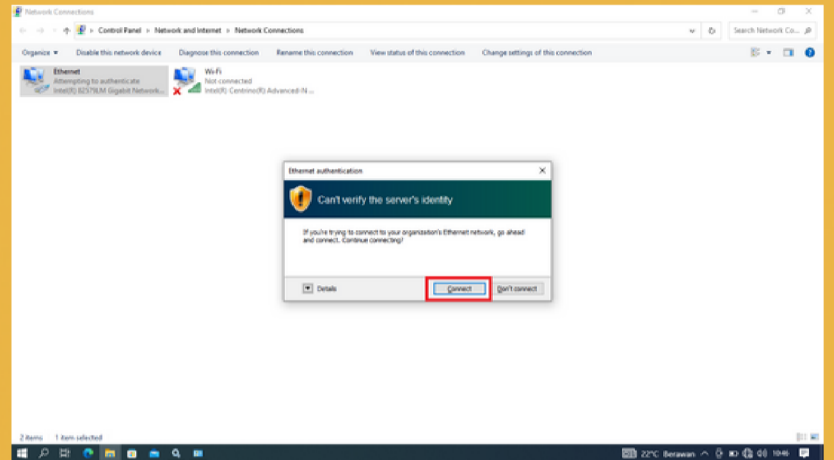 Network Connections
Control Panel > Network and Internet > Network Connections
Search Network Co...
Organize
Disable this network device
Diagnose this connection
Rename this connection
View status of this connection
Change settings of this connection
Ethernet
Attempting to authenticate
Intel(R) 82579LM Gigabit Network...
Wi-Fi
Not connected
Intel(R) Centrino(R) Advanced-N ...
Ethernet authentication
Can't verify the server's identity
If you're trying to connect to your organization's Ethernet network, go ahead
and connect. Continue connecting?
Details
Connect
Don't connect
2 items
1 item selected
22°C Berawan
10:46